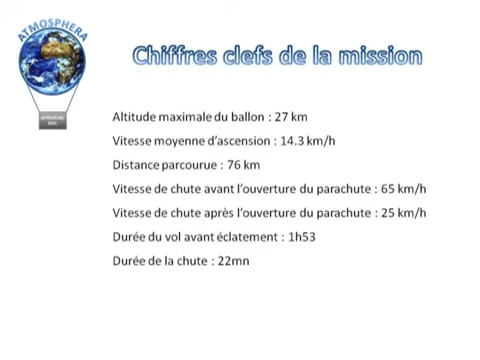 ATMOSPHERA
Chiffres clefs de la mission
Altitude maximale du ballon : 27 km
Vitesse moyenne d'ascension : 14.3 km/h
Distance parcourue : 76 km
Vitesse de chute avant l'ouverture du parachute : 65 km/h
Vitesse de chute après l'ouverture du parachute : 25 km/h
Durée du vol avant éclatement : 1h53
Durée de la chute : 22mn